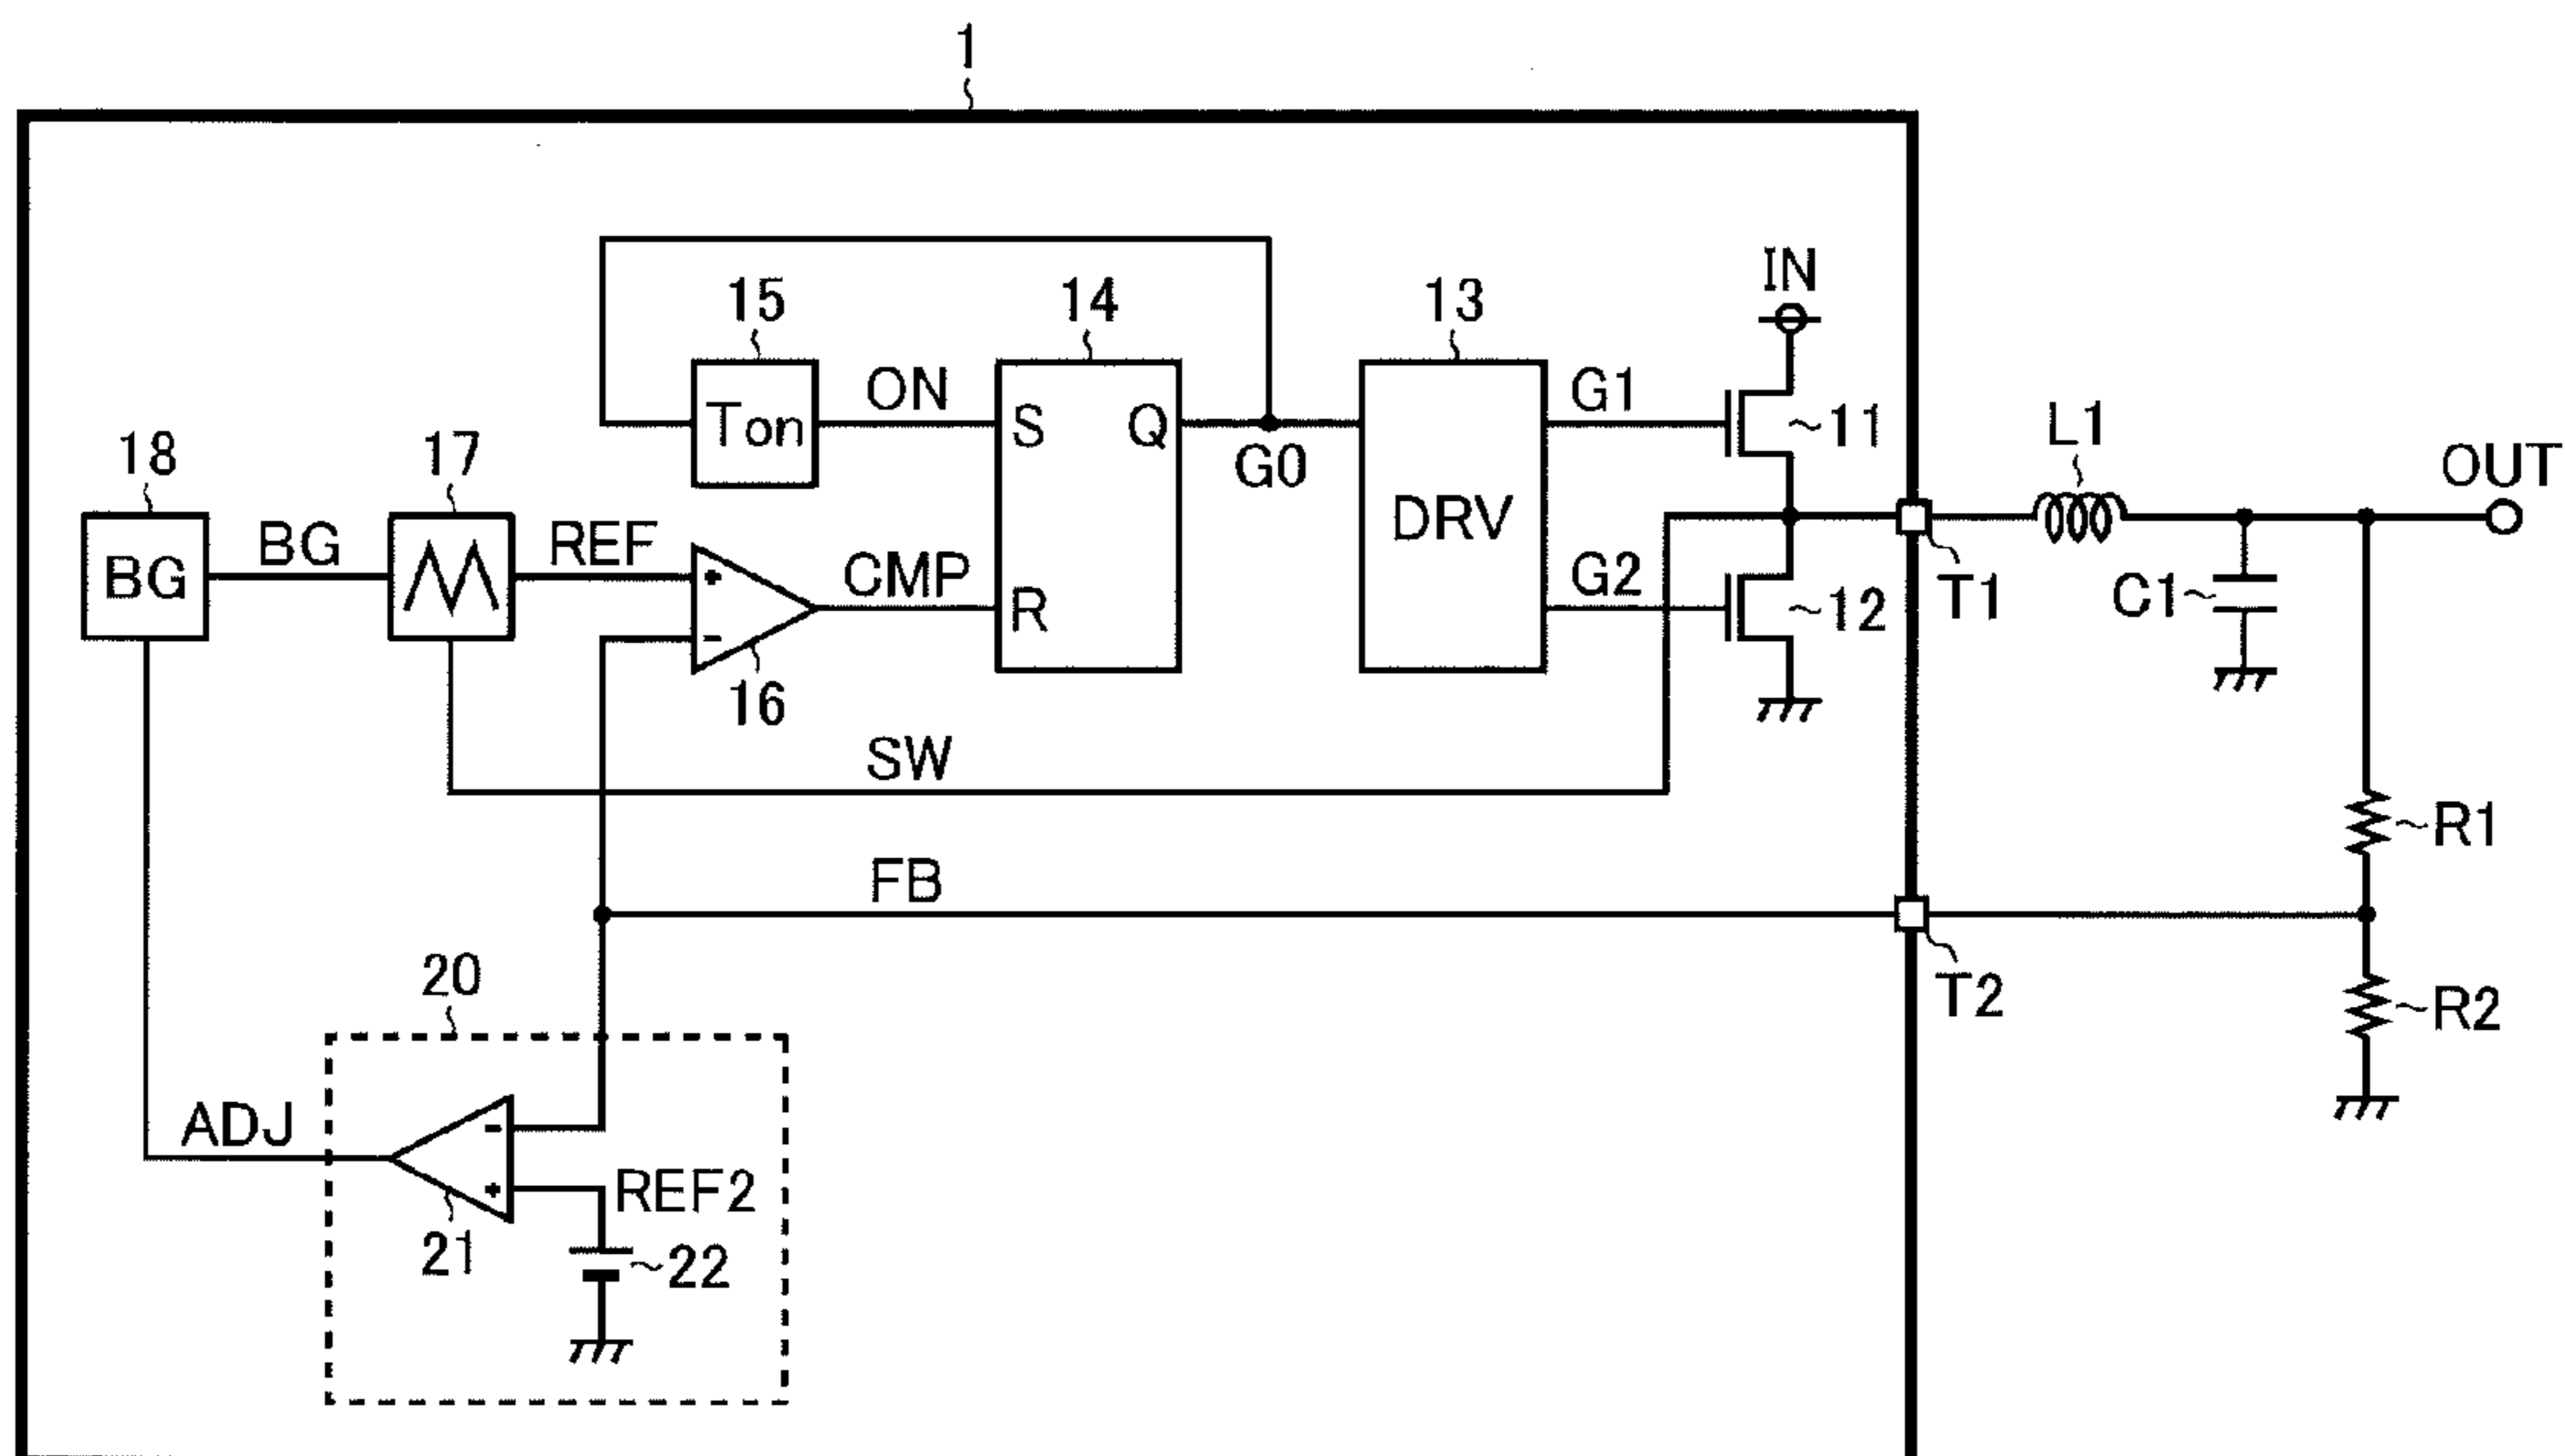 1
15
14
13
IN
ON
G1
11
Ton
S
Q
G0
L1
OUT
18
17
BG
REF
CMP
BG
DRV
G2
12
T1
C1
R
16
SW
R1
FB
20
T2
R2
ADJ
REF2
21
22
+
-
-
+